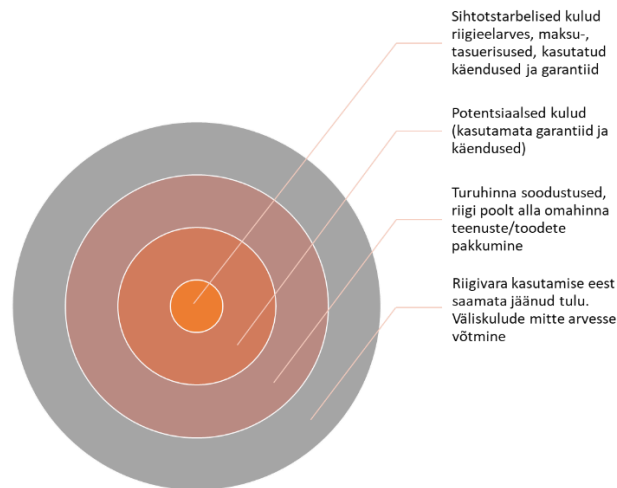 Sihtotstarbelised kulud
riigieelarves, maksu-,
tasuerisused, kasutatud
käendused ja garantiid
Potentsiaalsed kulud
(kasutamata garantiid ja
käendused)
Turuhinna soodustused,
riigi poolt alla omahinna
teenuste/toodete
pakkumine
Riigivara kasutamise eest
saamata jäänud tulu.
Väliskulude mitte arvesse
võtmine